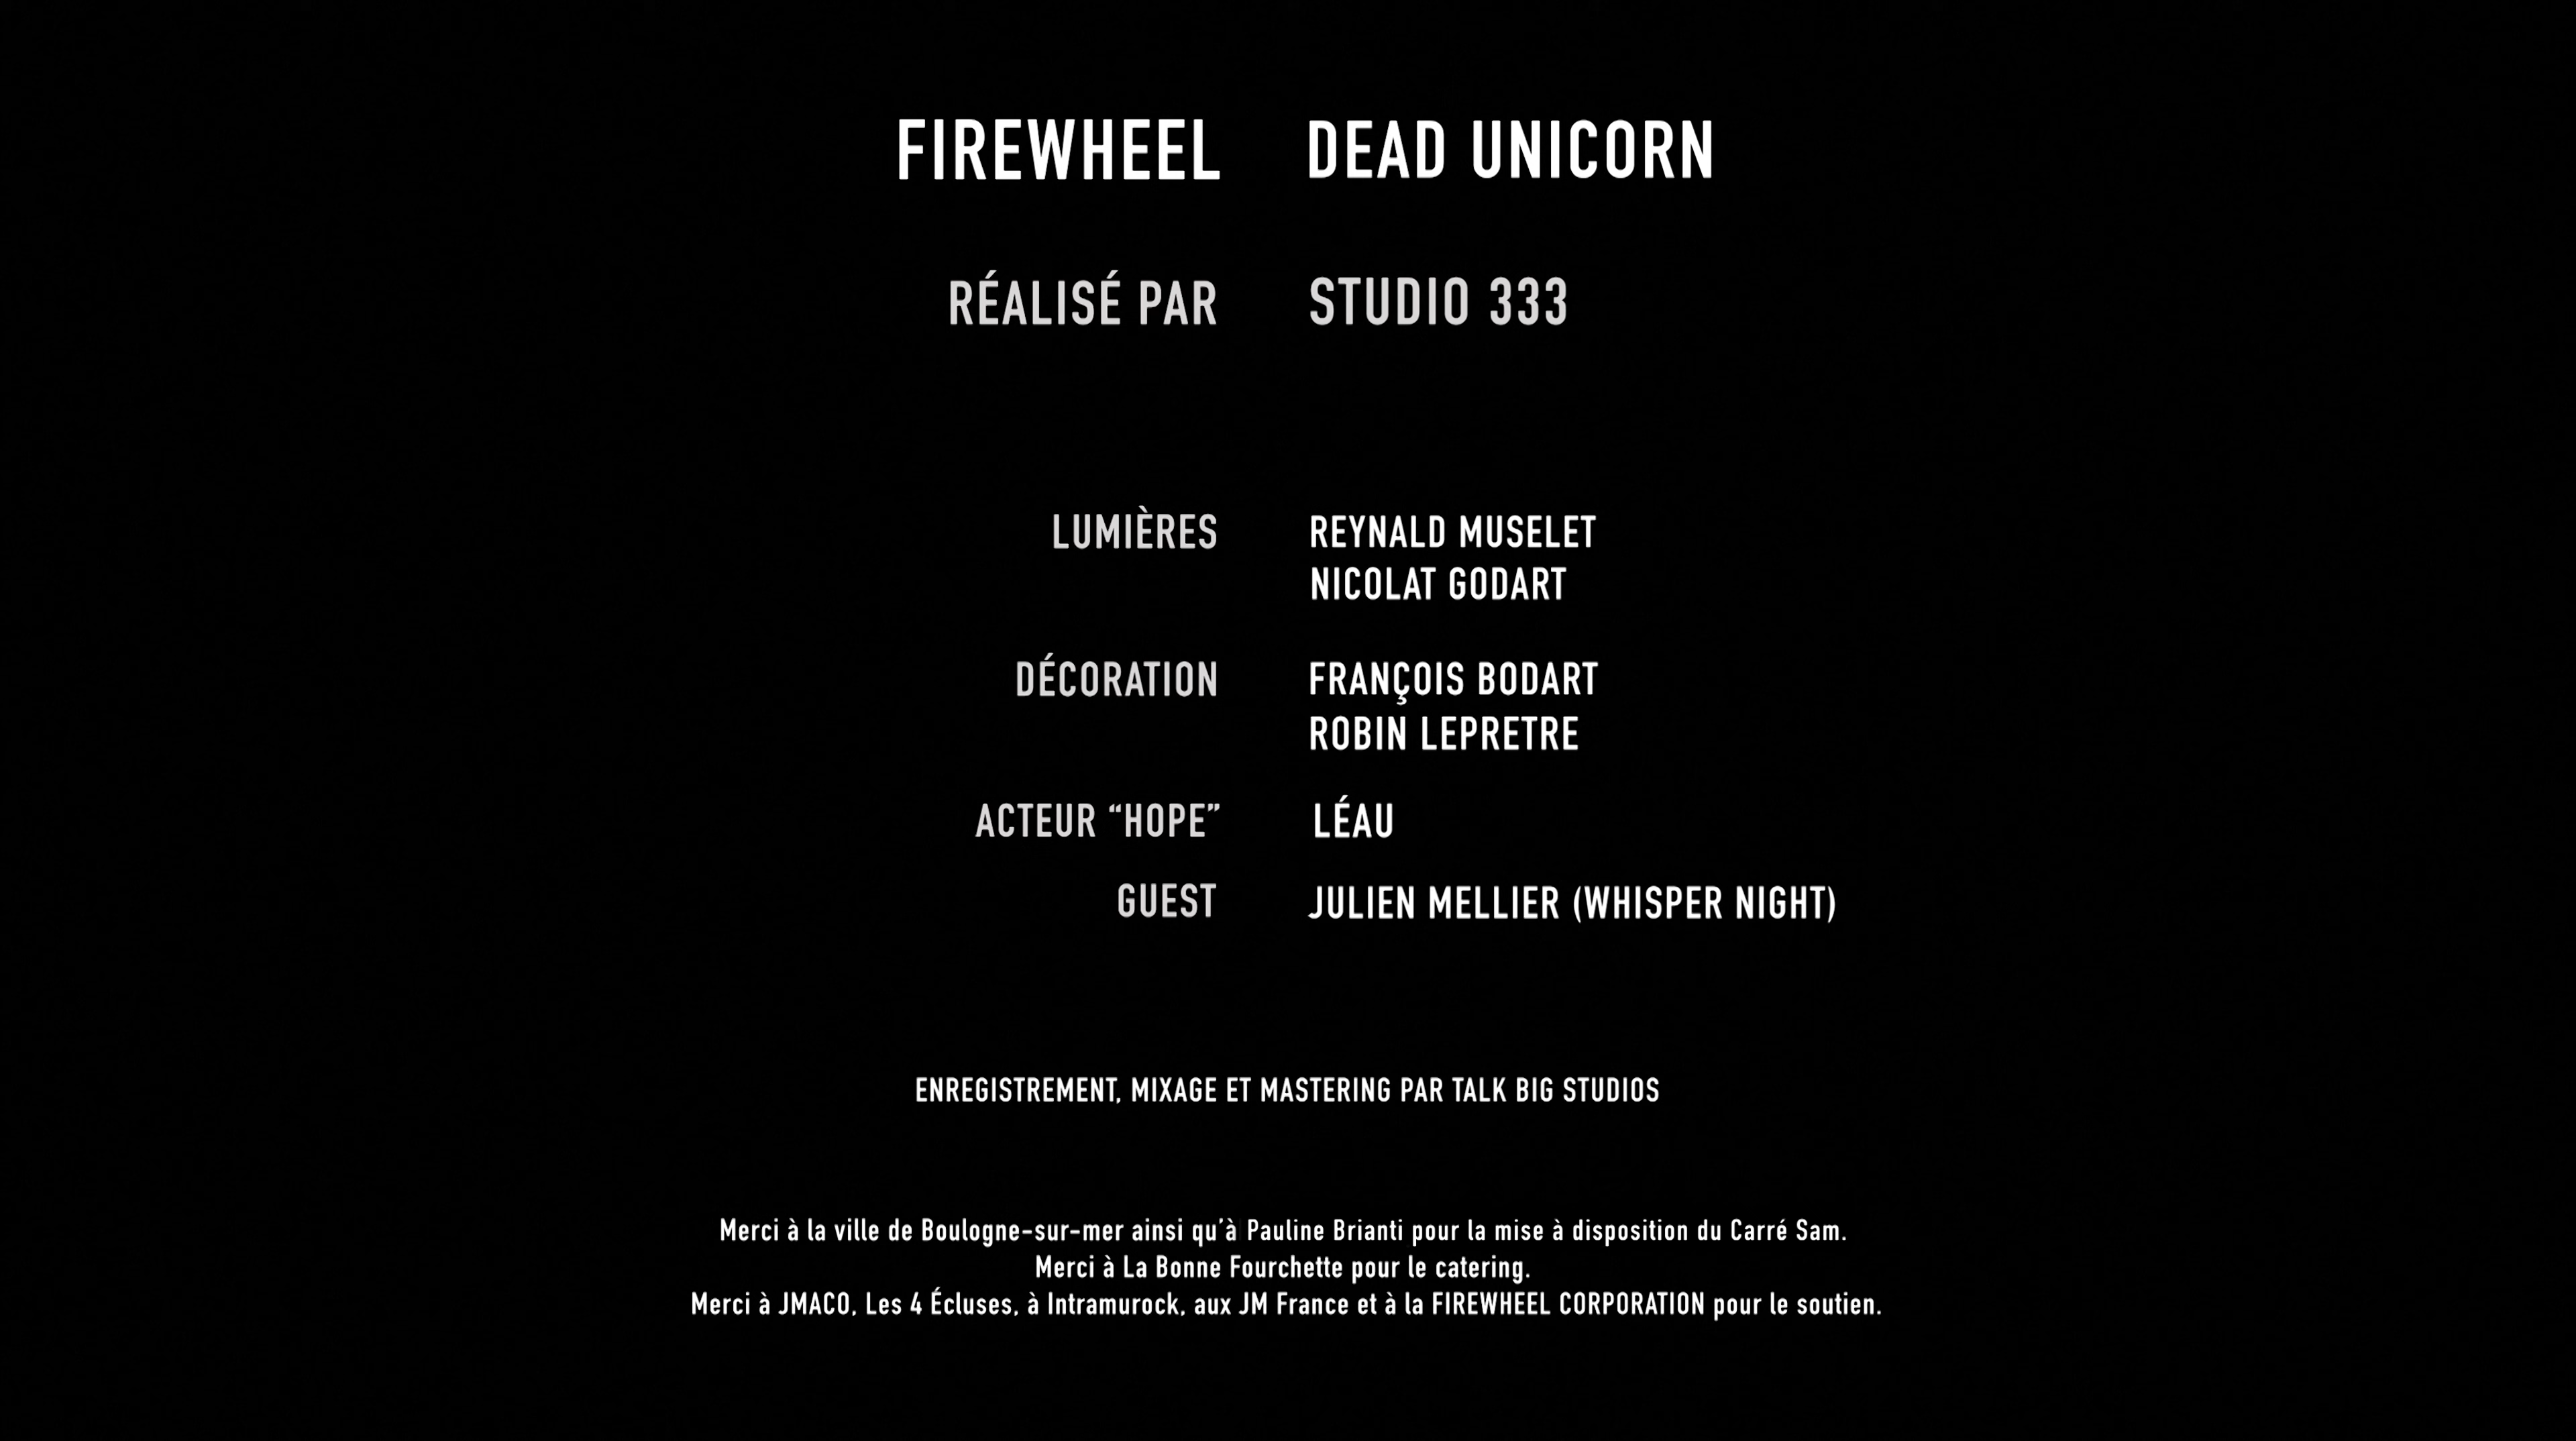 FIREWHEEL DEAD UNICORN
RÉALISÉ PAR STUDIO 333
LUMIÈRES REYNALD MUSELET
NICOLAT GODART
DÉCORATION FRANÇOIS BODART
ROBIN LEPRETRE
ACTEUR “HOPE” LÉAU
GUEST JULIEN MELLIER (WHISPER NIGHT)
ENREGISTREMENT, MIXAGE ET MASTERING PAR TALK BIG STUDIOS
Merci à la ville de Boulogne-sur-mer ainsi qu’à Pauline Brianti pour la mise à disposition du Carré Sam.
Merci à La Bonne Fourchette pour le catering.
Merci à JMACO, Les 4 Écluses, à Intramurock, aux JM France et à la FIREWHEEL CORPORATION pour le soutien.